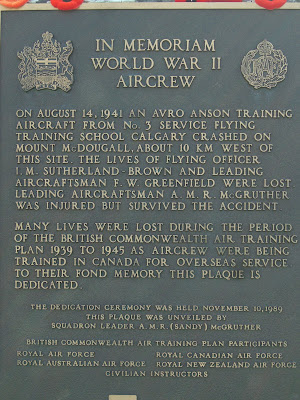 IN MEMORIAM
WORLD WAR II
AIRCREW
ON AUGUST 14, 1941 AN AVRO ANSON TRAINING
AIRCRAFT FROM No. 3 SERVICE FLYING
TRAINING SCHOOL CALGARY CRASHED ON
MOUNT McDOUGALL, ABOUT 10 KM WEST OF
THIS SITE. THE LIVES OF FLYING OFFICER
I. M. SUTHERLAND-BROWN AND LEADING
AIRCRAFTSMAN F. W. GREENFIELD WERE LOST
LEADING AIRCRAFTSMAN A. M. R. McGRUTHER
WAS INJURED BUT SURVIVED THE ACCIDENT
MANY LIVES WERE LOST DURING THE PERIOD
OF THE BRITISH COMMONWEALTH AIR TRAINING
PLAN 1939 TO 1945 AS AIRCREW WERE BEING
TRAINED IN CANADA FOR OVERSEAS SERVICE
TO THEIR FOND MEMORY THIS PLAQUE IS
DEDICATED.
THE DEDICATION CEREMONY WAS HELD NOVEMBER 10, 1989
THIS PLAQUE WAS UNVEILED BY
SQUADRON LEADER A.M.R. (SANDY) McGRUTHER
BRITISH COMMONWEALTH AIR TRAINING PLAN PARTICIPANTS
ROYAL AIR FORCE ROYAL CANADIAN AIR FORCE
ROYAL AUSTRALIAN AIR FORCE ROYAL NEW ZEALAND AIR FORCE
CIVILIAN INSTRUCTORS